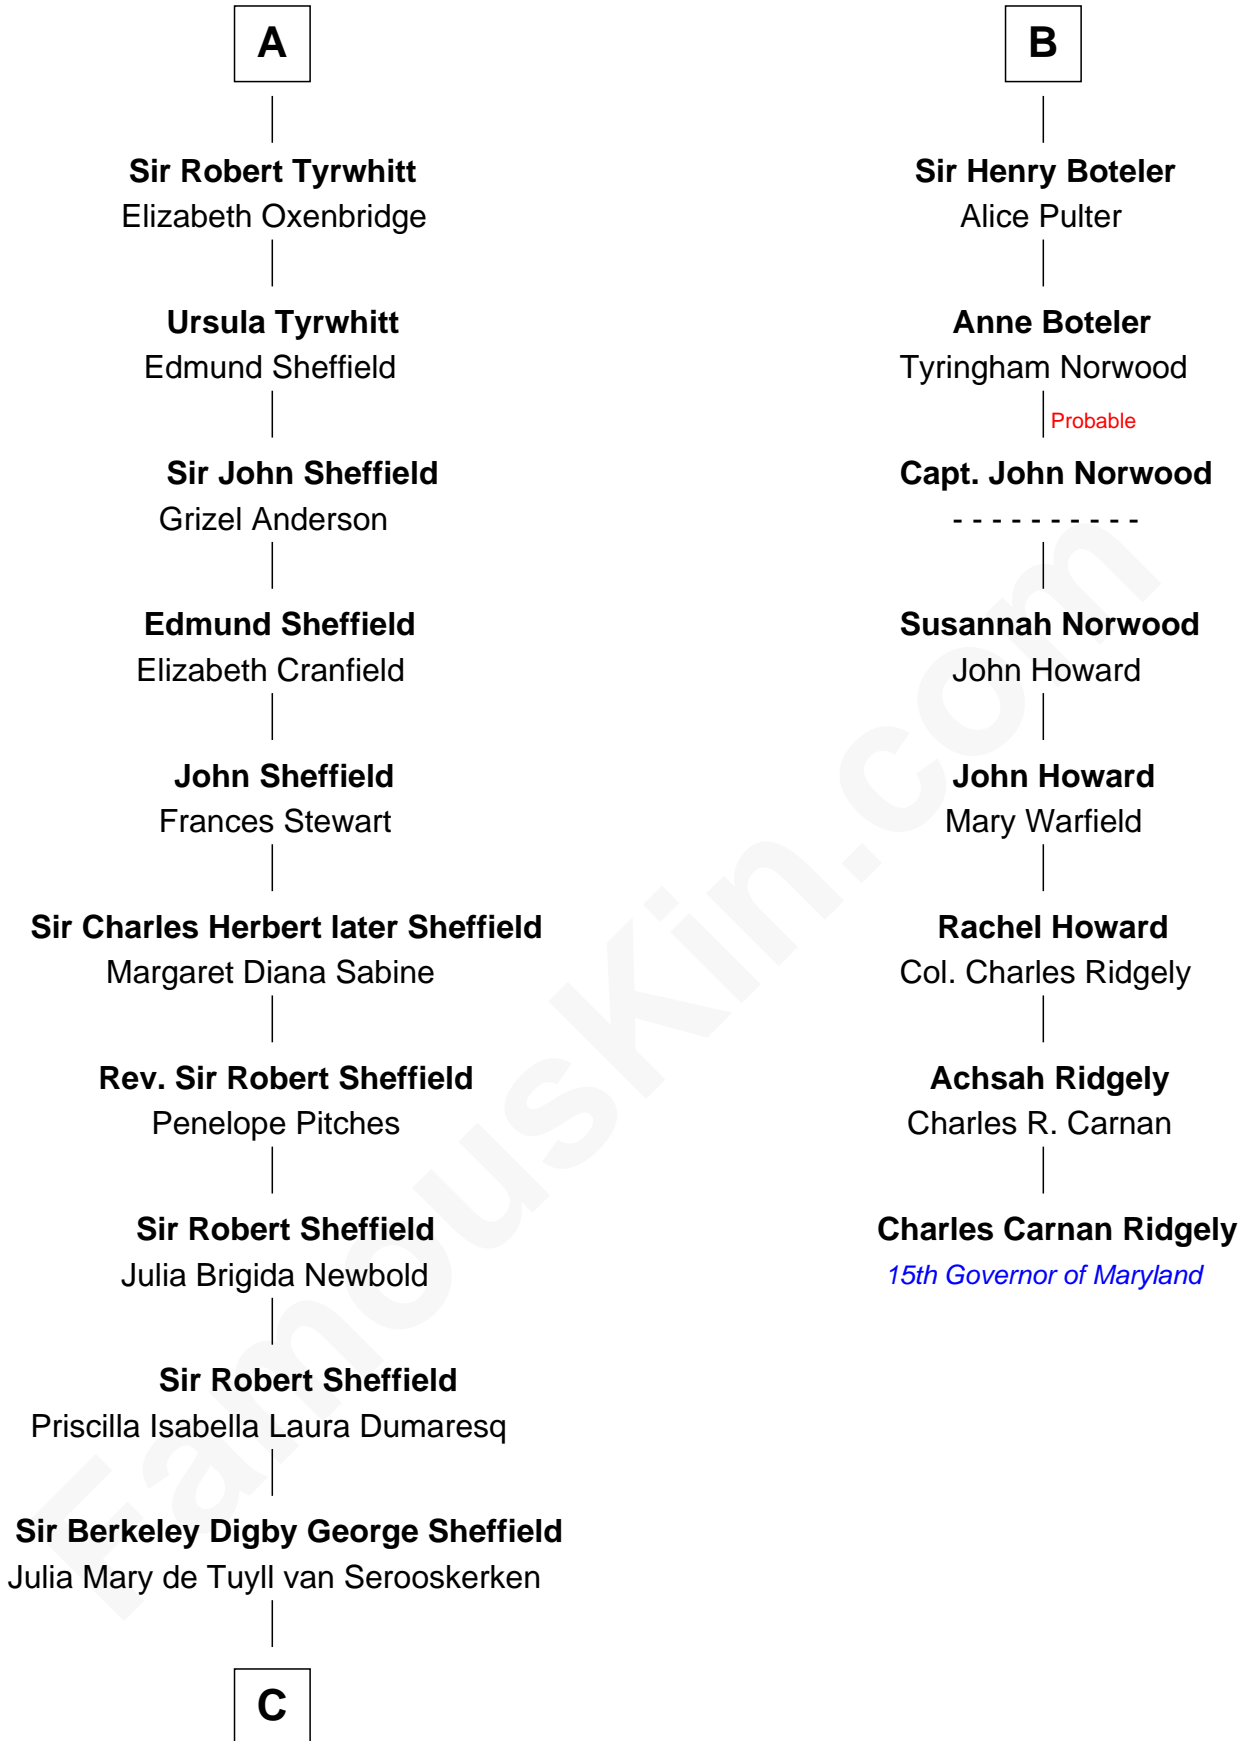 A
Sir Robert Tyrwhitt
Elizabeth Oxenbridge
Ursula Tyrwhitt
Edmund Sheffield
Sir John Sheffield
Grizel Anderson
Edmund Sheffield
Elizabeth Cranfield
John Sheffield
Frances Stewart
Sir Charles Herbert later Sheffield
Margaret Diana Sabine
Rev. Sir Robert Sheffield
Penelope Pitches
Sir Robert Sheffield
Julia Brigida Newbold
Sir Robert Sheffield
Priscilla Isabella Laura Dumaresq
Sir Berkeley Digby George Sheffield
Julia Mary de Tuyll van Serooskerken
C
B
Sir Henry Boteler
Alice Pulter
Anne Boteler
Tyringham Norwood
Probable
Capt. John Norwood
- - - - - - - - - -
Susannah Norwood
John Howard
John Howard
Mary Warfield
Rachel Howard
Col. Charles Ridgely
Achsah Ridgely
Charles R. Carnan
Charles Carnan Ridgely
15th Governor of Maryland
FamousKin.com